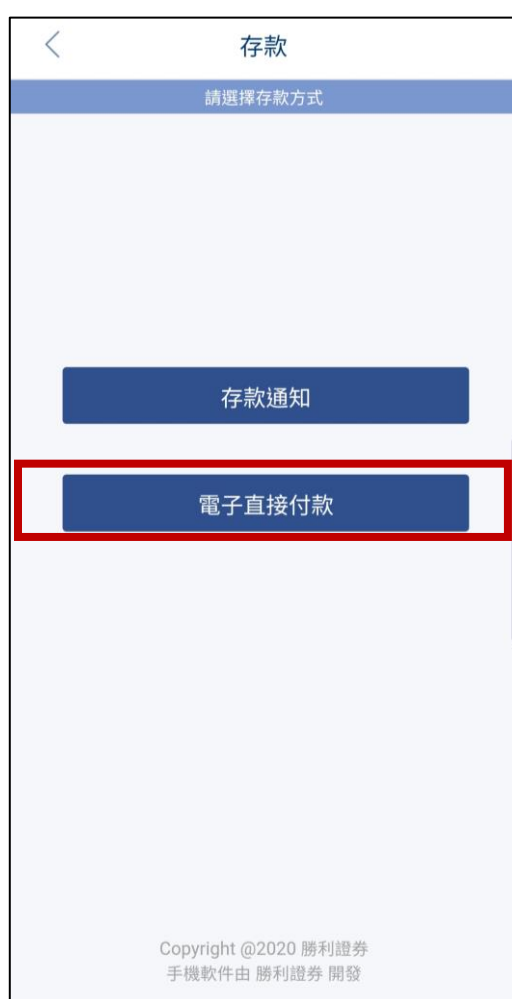 存款
請選擇存款方式
存款通知
電子直接付款
Copyright @2020 勝利證券
手機軟件由 勝利證券 開發